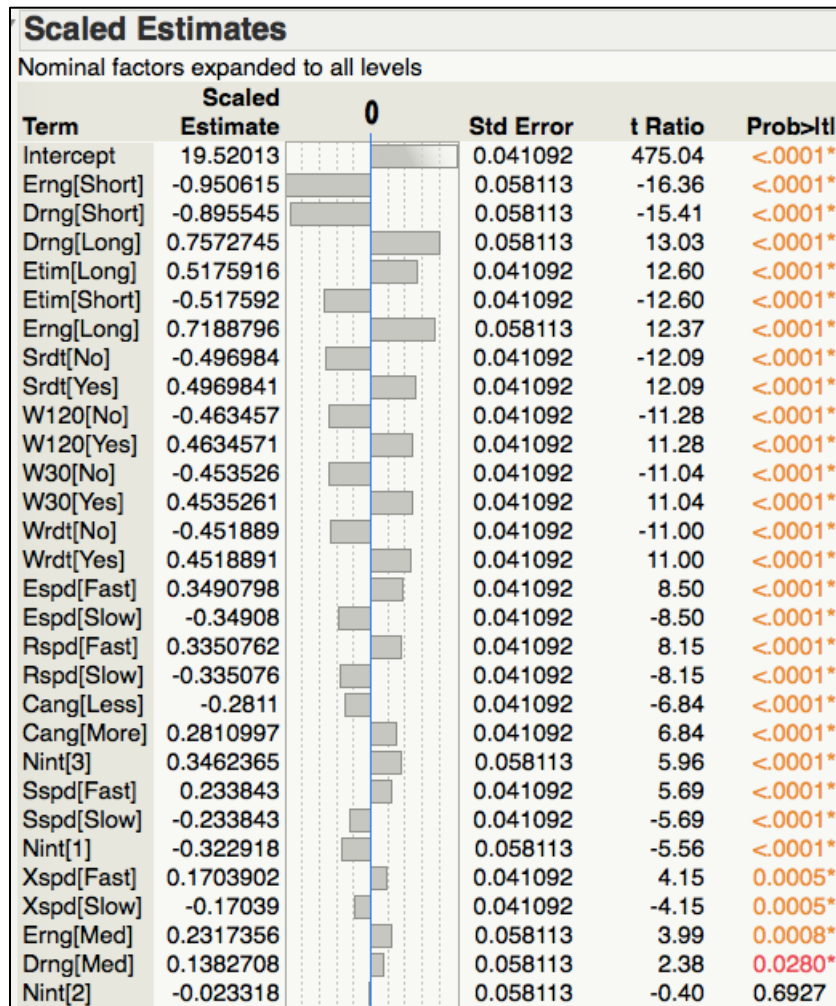 Scaled Estimates
Nominal factors expanded to all levels
Scaled
Term Estimate 0 Std Error t Ratio Prob>|t|
Intercept 19.52013 0.041092 475.04 <.0001*
Erng[Short] -0.950615 0.058113 -16.36 <.0001*
Drng[Short] -0.895545 0.058113 -15.41 <.0001*
Drng[Long] 0.7572745 0.058113 13.03 <.0001*
Etim[Long] 0.5175916 0.041092 12.60 <.0001*
Etim[Short] -0.517592 0.041092 -12.60 <.0001*
Erng[Long] 0.7188796 0.058113 12.37 <.0001*
Srdt[No] -0.496984 0.041092 -12.09 <.0001*
Srdt[Yes] 0.4969841 0.041092 12.09 <.0001*
W120[No] -0.463457 0.041092 -11.28 <.0001*
W120[Yes] 0.4634571 0.041092 11.28 <.0001*
W30[No] -0.453526 0.041092 -11.04 <.0001*
W30[Yes] 0.4535261 0.041092 11.04 <.0001*
Wrdt[No] -0.451889 0.041092 -11.00 <.0001*
Wrdt[Yes] 0.4518891 0.041092 11.00 <.0001*
Espd[Fast] 0.3490798 0.041092 8.50 <.0001*
Espd[Slow] -0.34908 0.041092 -8.50 <.0001*
Rspd[Fast] 0.3350762 0.041092 8.15 <.0001*
Rspd[Slow] -0.335076 0.041092 -8.15 <.0001*
Cang[Less] -0.2811 0.041092 -6.84 <.0001*
Cang[More] 0.2810997 0.041092 6.84 <.0001*
Nint[3] 0.3462365 0.058113 5.96 <.0001*
Sspd[Fast] 0.233843 0.041092 5.69 <.0001*
Sspd[Slow] -0.233843 0.041092 -5.69 <.0001*
Nint[1] -0.322918 0.058113 -5.56 <.0001*
Xspd[Fast] 0.1703902 0.041092 4.15 0.0005*
Xspd[Slow] -0.17039 0.041092 -4.15 0.0005*
Erng[Med] 0.2317356 0.058113 3.99 0.0008*
Drng[Med] 0.1382708 0.058113 2.38 0.0280*
Nint[2] -0.023318 0.058113 -0.40 0.6927